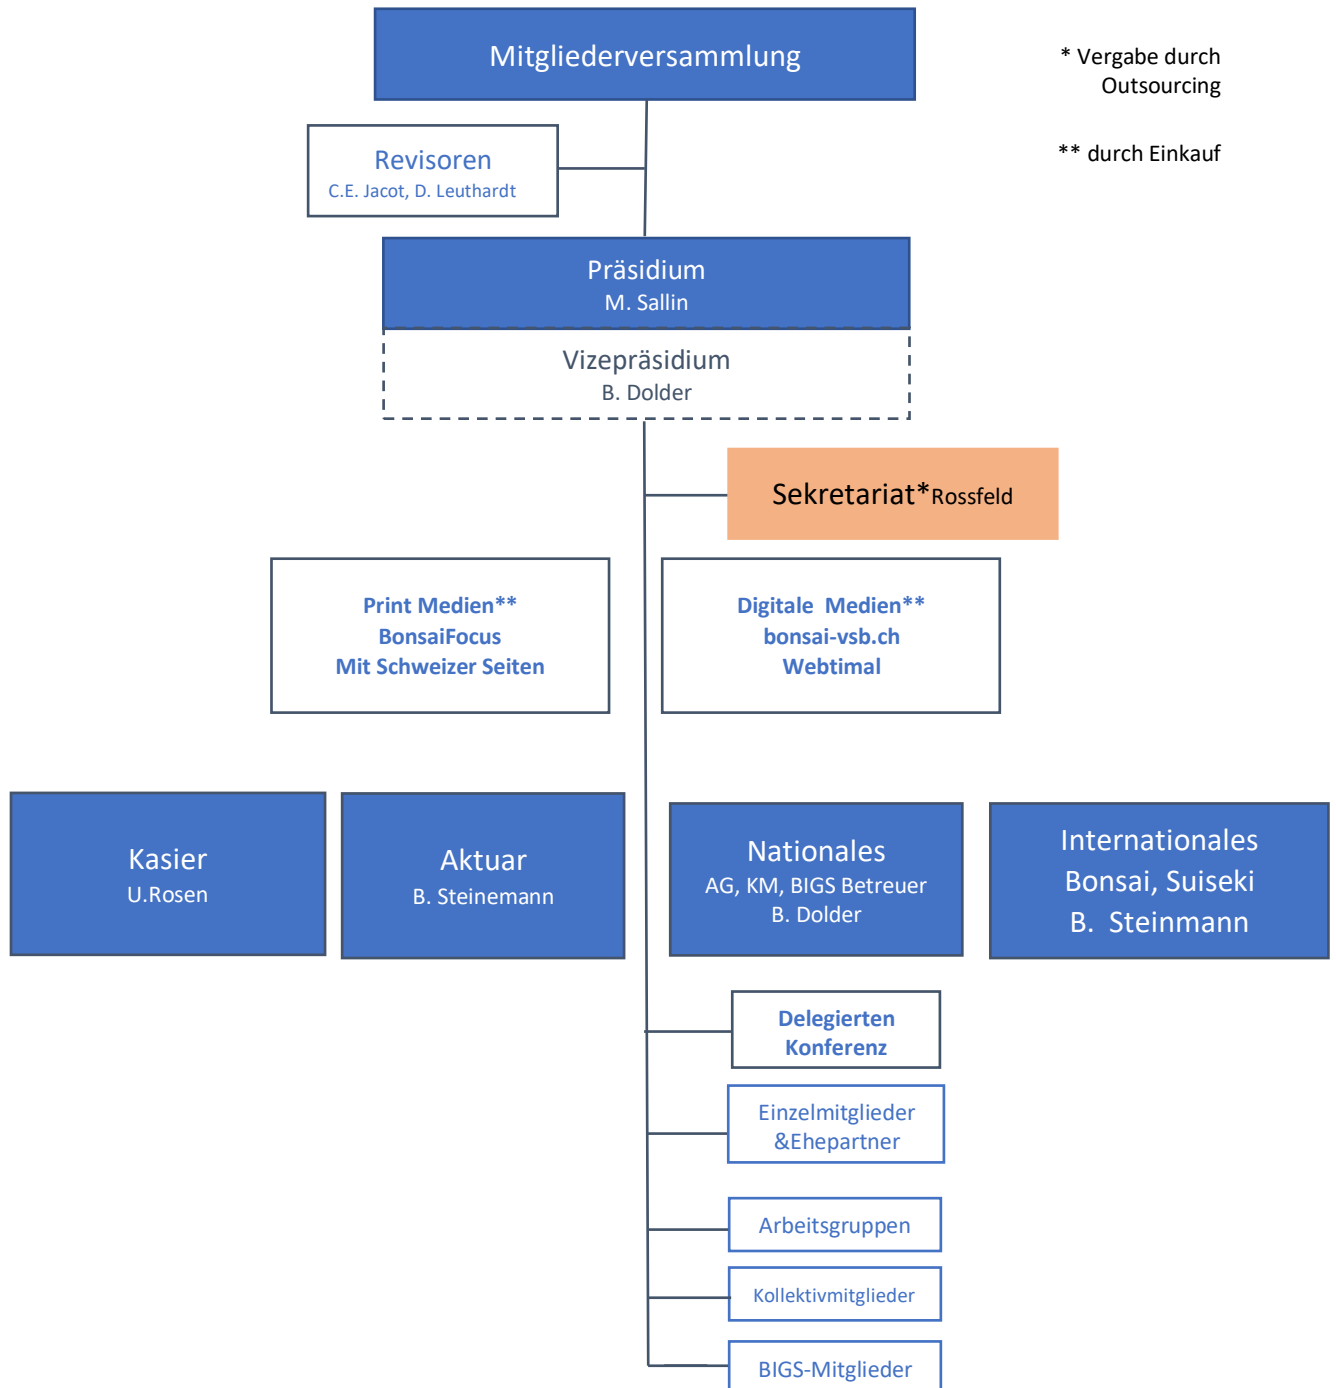 Mitgliederversammlung
* Vergabe durch
Outsourcing
** durch Einkauf
Revisoren
C.E. Jacot, D. Leuthardt
Präsidium
M. Sallin
Vizepräsidium
B. Dolder
Sekretariat*Rossfeld
Print Medien**
BonsaiFocus
Mit Schweizer Seiten
Digitale Medien**
bonsai-vsb.ch
Webtimal
Kasier
U.Rosen
Aktuar
B. Steinemann
Nationales
AG, KM, BIGS Betreuer
B. Dolder
Internationales
Bonsai, Suiseki
B. Steinmann
Delegierten
Konferenz
Einzelmitglieder
&Ehepartner
Arbeitsgruppen
Kollektivmitglieder
BIGS-Mitglieder